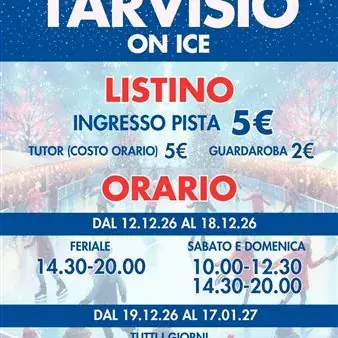 TARVISIO
ON ICE
LISTINO
INGRESSO PISTA 5€
TUTOR (COSTO ORARIO) 5€ GUARDAROBA 2€
ORARIO
DAL 12.12.26 AL 18.12.26
FERIALE SABATO E DOMENICA
14.30-20.00 10.00-12.30
14.30-20.00
DAL 19.12.26 AL 17.01.27
TUTTI I GIORNI